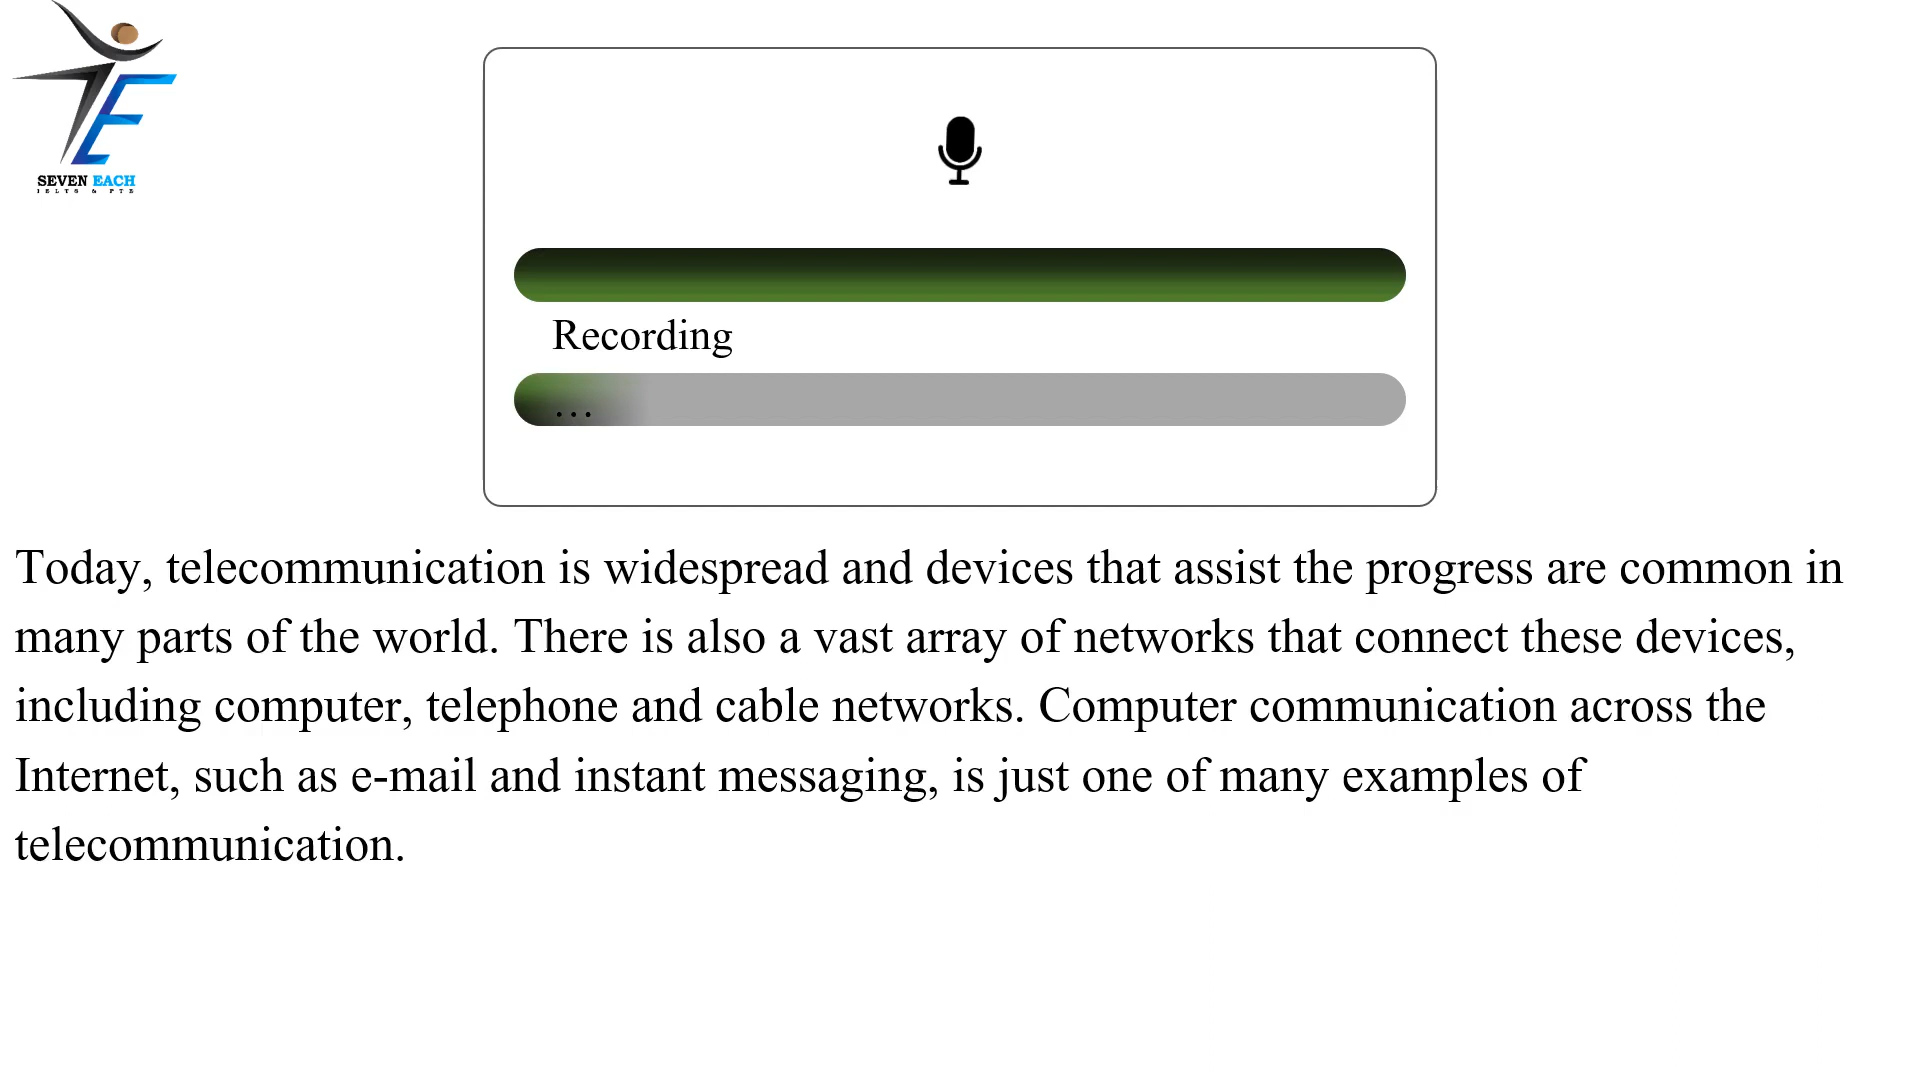 SEVEN EACH
IELTS & PTE
Recording
...
Today, telecommunication is widespread and devices that assist the progress are common in
many parts of the world. There is also a vast array of networks that connect these devices,
including computer, telephone and cable networks. Computer communication across the
Internet, such as e-mail and instant messaging, is just one of many examples of
telecommunication.